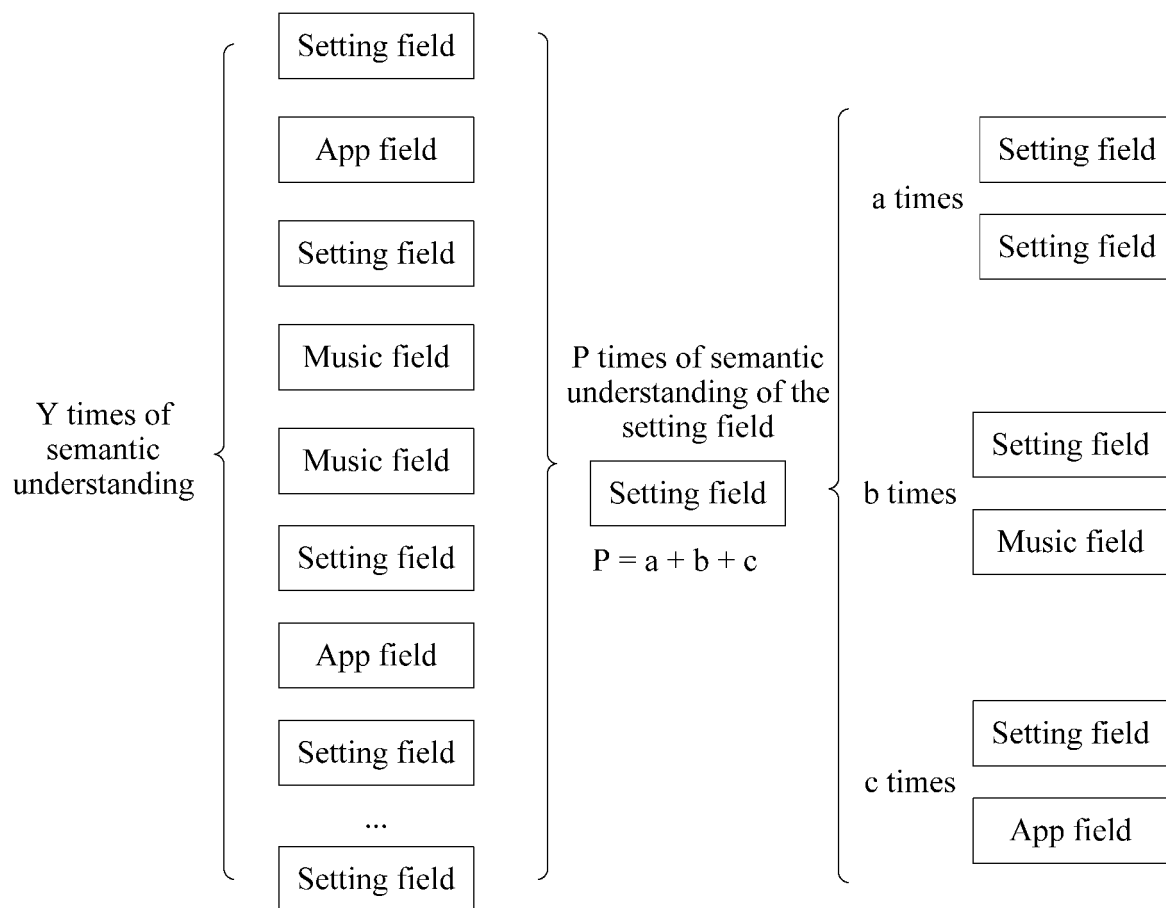 Y times of
semantic
understanding
Setting field
App field
Setting field
Music field
Music field
Setting field
App field
Setting field
...
Setting field
P times of semantic
understanding of the
setting field
Setting field
P = a + b + c
a times
Setting field
Setting field
b times
Setting field
Music field
c times
Setting field
App field